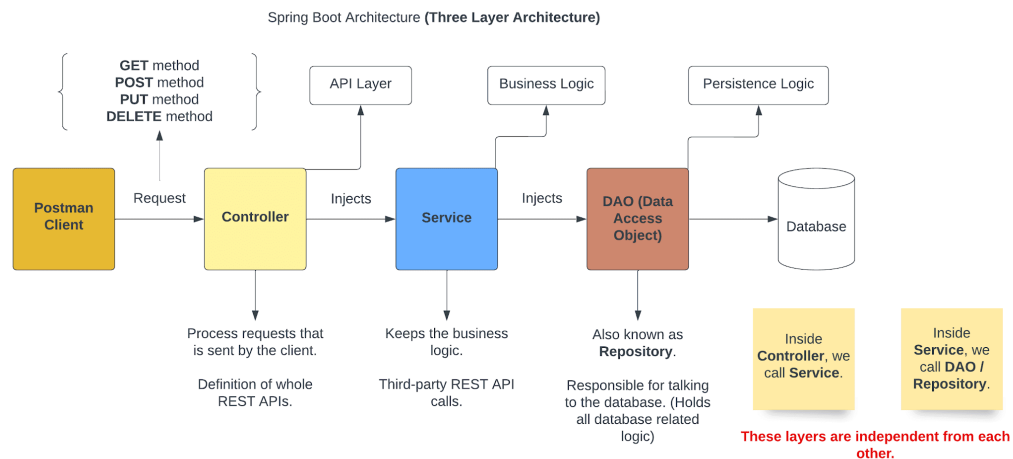 Spring Boot Architecture (Three Layer Architecture)
GET method
POST method
PUT method
DELETE method
API Layer
Business Logic
Persistence Logic
Postman
Client
Request
Controller
Injects
Service
Injects
DAO (Data
Access
Object)
Database
Process requests that
is sent by the client.
Definition of whole
REST APIs.
Keeps the business
logic.
Third-party REST API
calls.
Also known as
Repository.
Responsible for talking
to the database. (Holds
all database related
logic)
Inside
Controller, we
call Service.
Inside
Service, we
call DAO /
Repository.
These layers are independent from each
other.